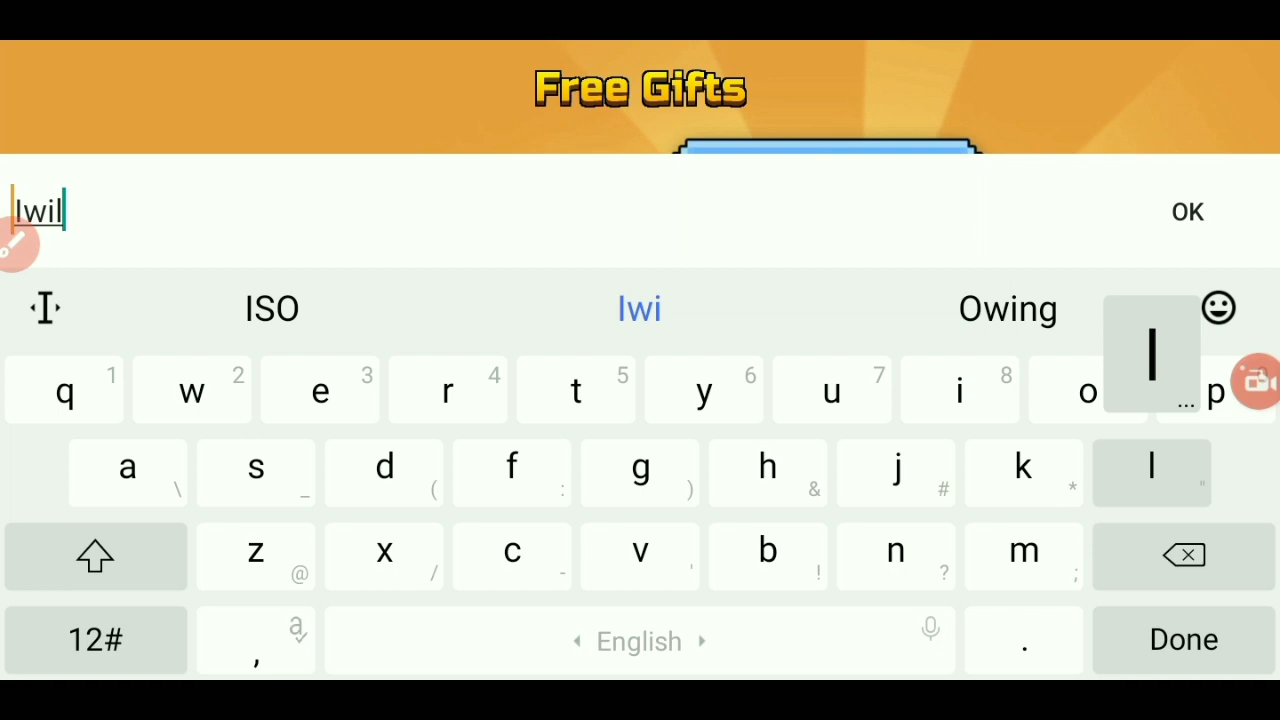 Free Gifts
Iwil
OK
ISO Iwi Owing
l
...
q 1 w 2 e 3 r 4 t 5 y 6 u 7 i 8 o p
a \ s _ d ( f : g ) h & j # k * l "
z @ x / c - v ' b ! n ? m ;
12# , a English . Done